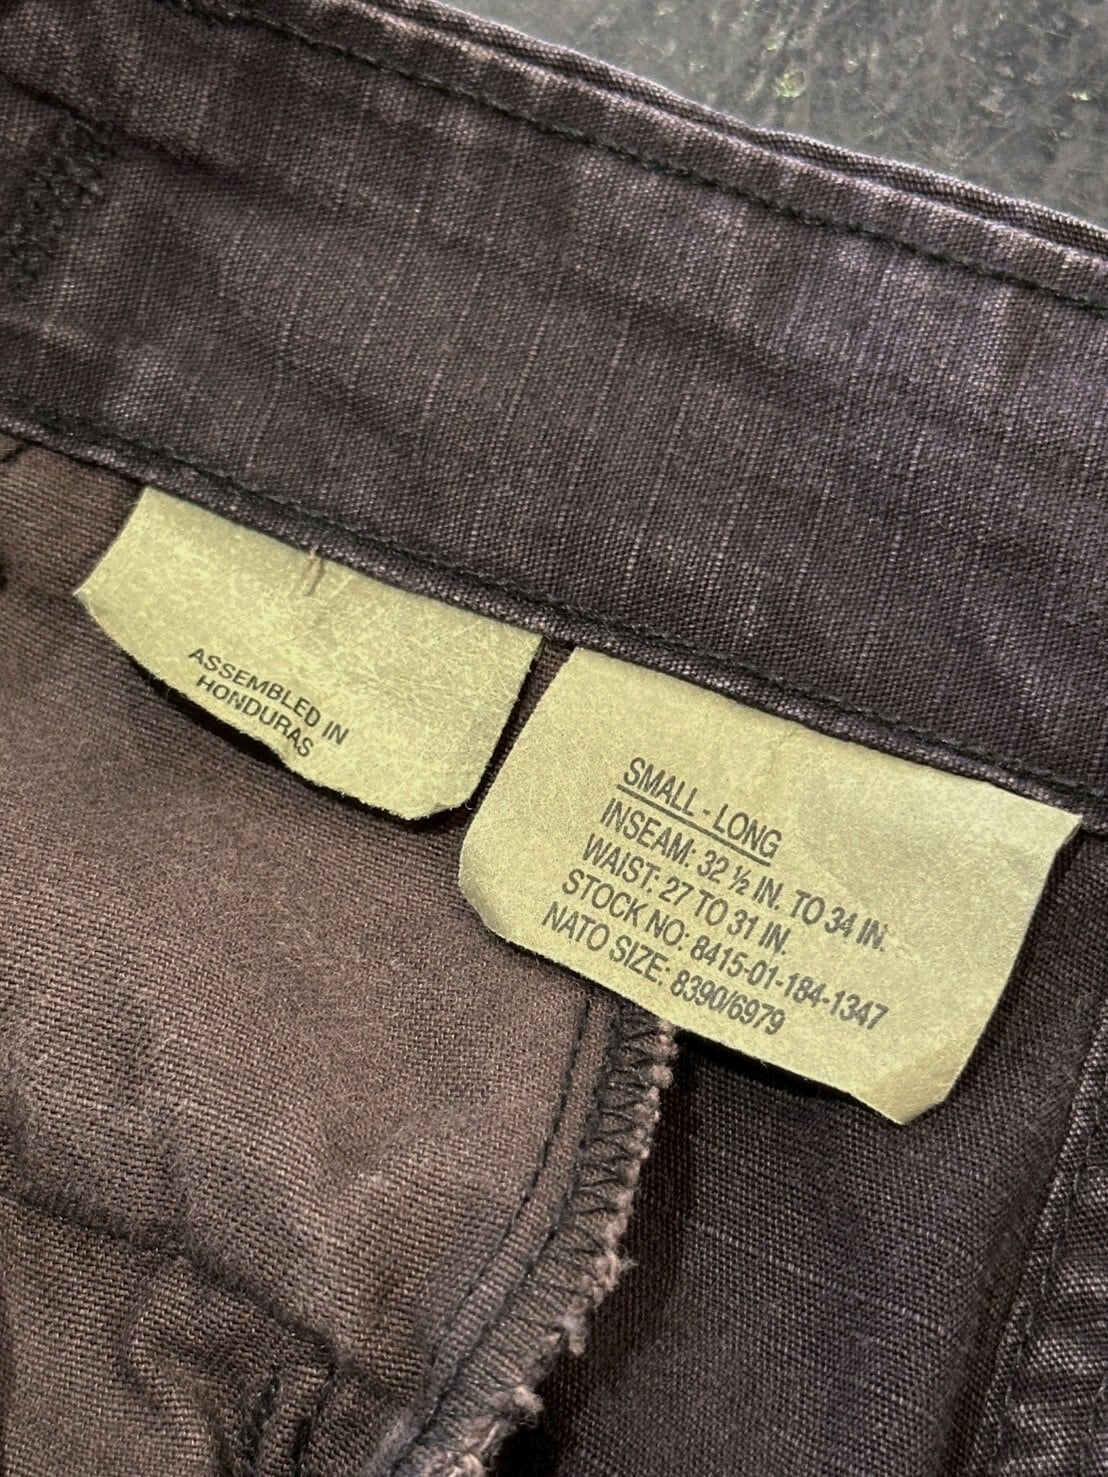 ASSEMBLED IN
HONDURAS
SMALL - LONG
INSEAM: 32 ½ IN. TO 34 IN.
WAIST: 27 TO 31 IN.
STOCK NO: 8415-01-184-1347
NATO SIZE: 8390/6979